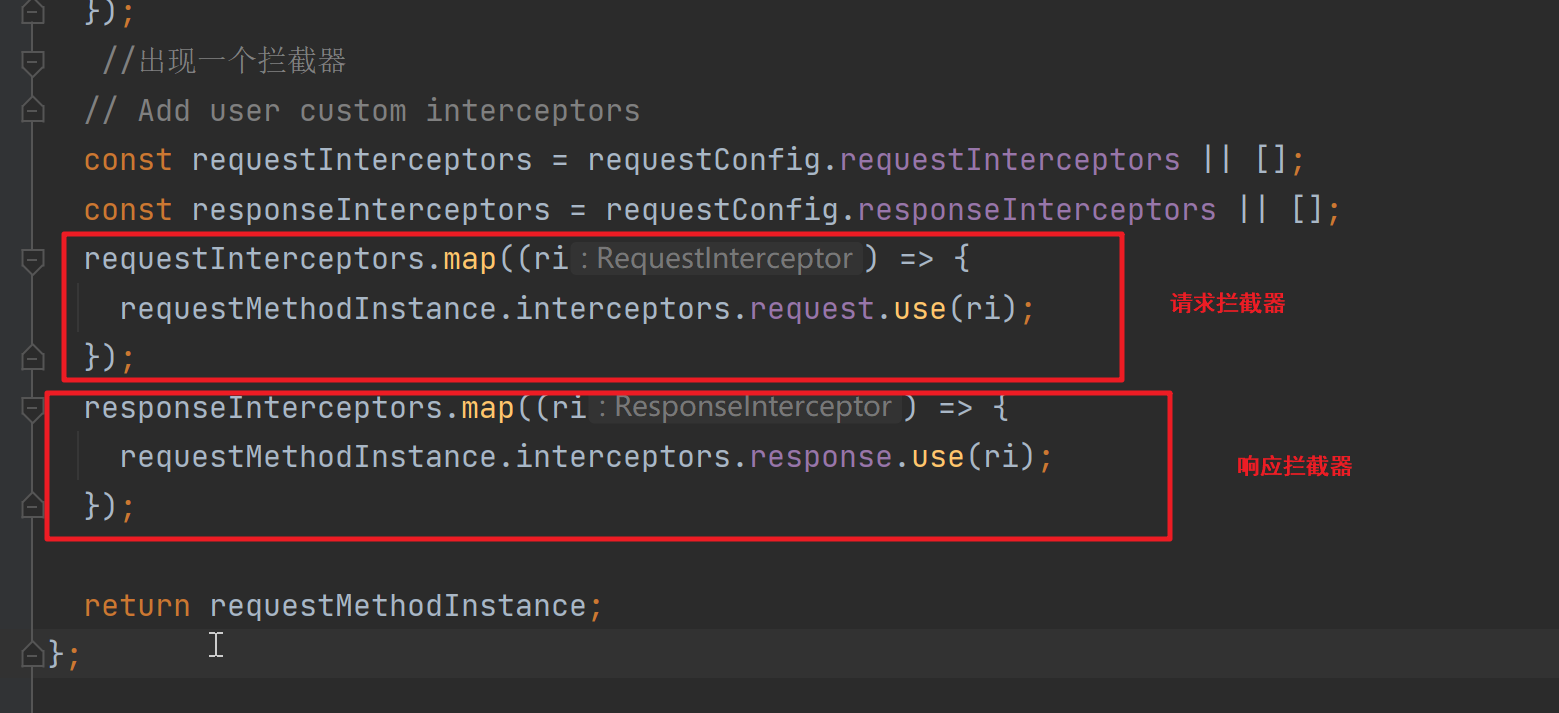 });
//出现一个拦截器
// Add user custom interceptors
const requestInterceptors = requestConfig.requestInterceptors || [];
const responseInterceptors = requestConfig.responseInterceptors || [];
requestInterceptors.map((ri : RequestInterceptor ) => {
requestMethodInstance.interceptors.request.use(ri);
请求拦截器
});
responseInterceptors.map((ri : ResponseInterceptor ) => {
requestMethodInstance.interceptors.response.use(ri);
响应拦截器
});
return requestMethodInstance;
};